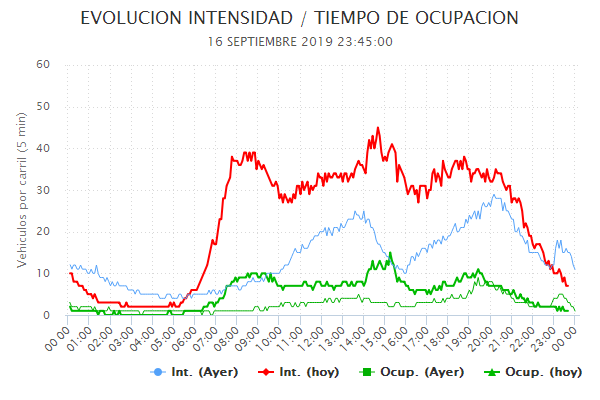 EVOLUCION INTENSIDAD / TIEMPO DE OCUPACION
16 SEPTIEMBRE 2019 23:45:00
Vehiculos por carril (5 min)
60
50
40
30
20
10
0
00:00 01:00 02:00 03:00 04:00 05:00 06:00 07:00 08:00 09:00 10:00 11:00 12:00 13:00 14:00 15:00 16:00 17:00 18:00 19:00 20:00 21:00 22:00 23:00 00:00
Int. (Ayer) Int. (hoy) Ocup. (Ayer) Ocup. (hoy)